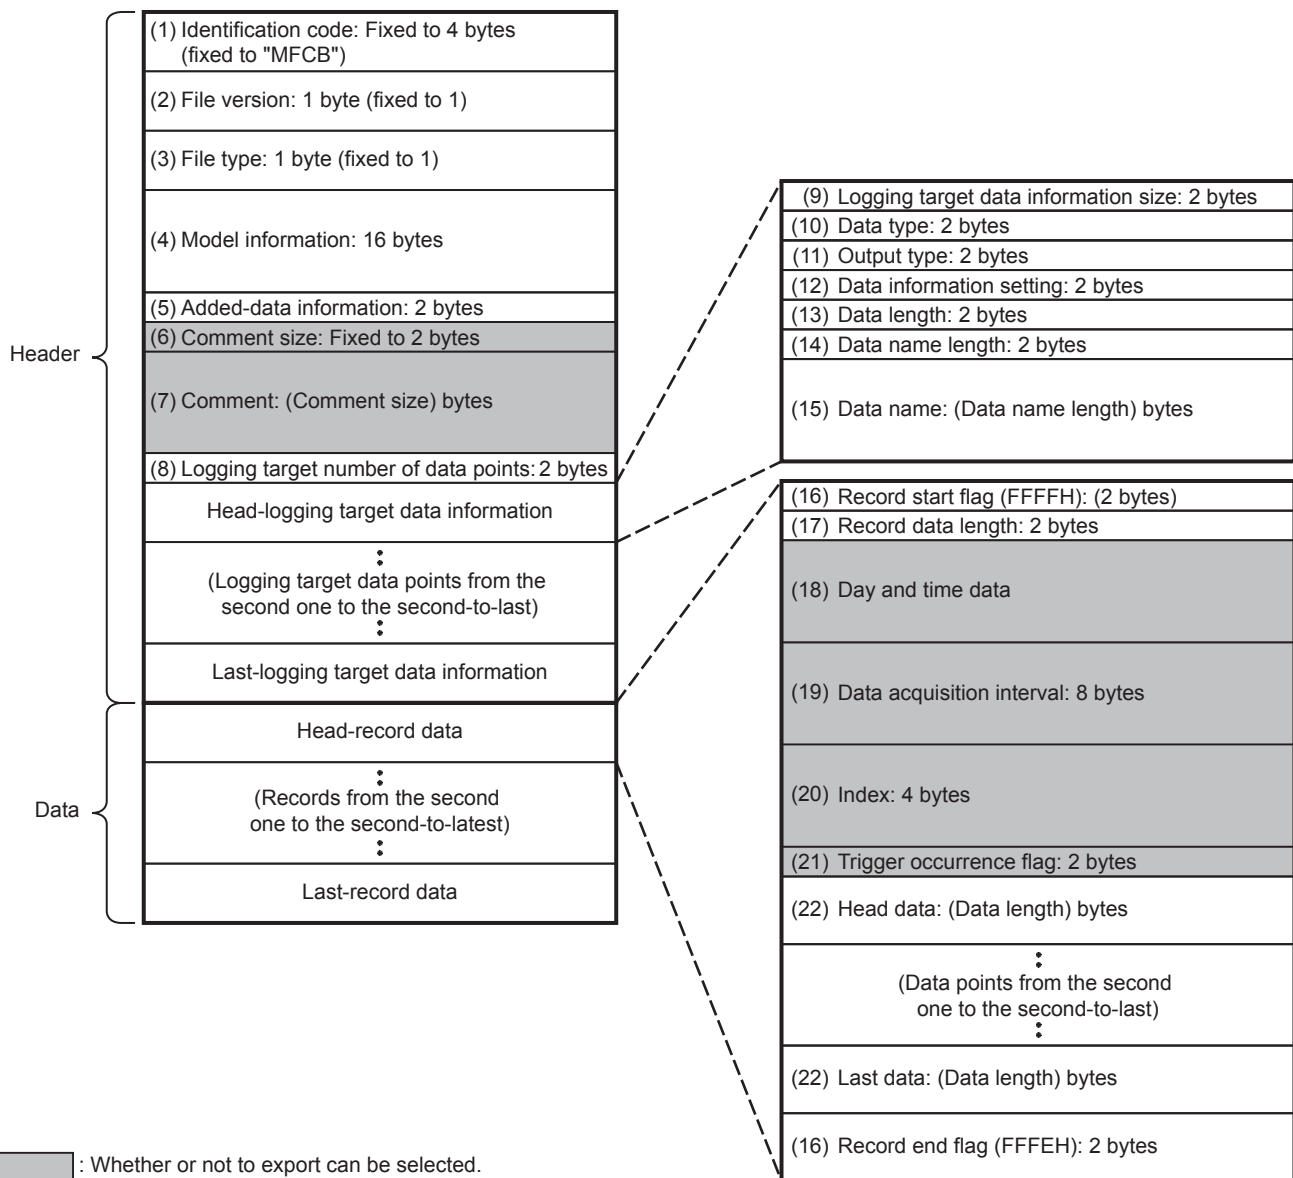 Header
(1) Identification code: Fixed to 4 bytes
(fixed to "MFCB")
(2) File version: 1 byte (fixed to 1)
(3) File type: 1 byte (fixed to 1)
(4) Model information: 16 bytes
(5) Added-data information: 2 bytes
(6) Comment size: Fixed to 2 bytes
(7) Comment: (Comment size) bytes
(8) Logging target number of data points: 2 bytes
Head-logging target data information
(Logging target data points from the
second one to the second-to-last)
Last-logging target data information
Data
Head-record data
(Records from the second
one to the second-to-latest)
Last-record data
(9) Logging target data information size: 2 bytes
(10) Data type: 2 bytes
(11) Output type: 2 bytes
(12) Data information setting: 2 bytes
(13) Data length: 2 bytes
(14) Data name length: 2 bytes
(15) Data name: (Data name length) bytes
(16) Record start flag (FFFFH): (2 bytes)
(17) Record data length: 2 bytes
(18) Day and time data
(19) Data acquisition interval: 8 bytes
(20) Index: 4 bytes
(21) Trigger occurrence flag: 2 bytes
(22) Head data: (Data length) bytes
(Data points from the second
one to the second-to-last)
(22) Last data: (Data length) bytes
(16) Record end flag (FFFEH): 2 bytes
: Whether or not to export can be selected.